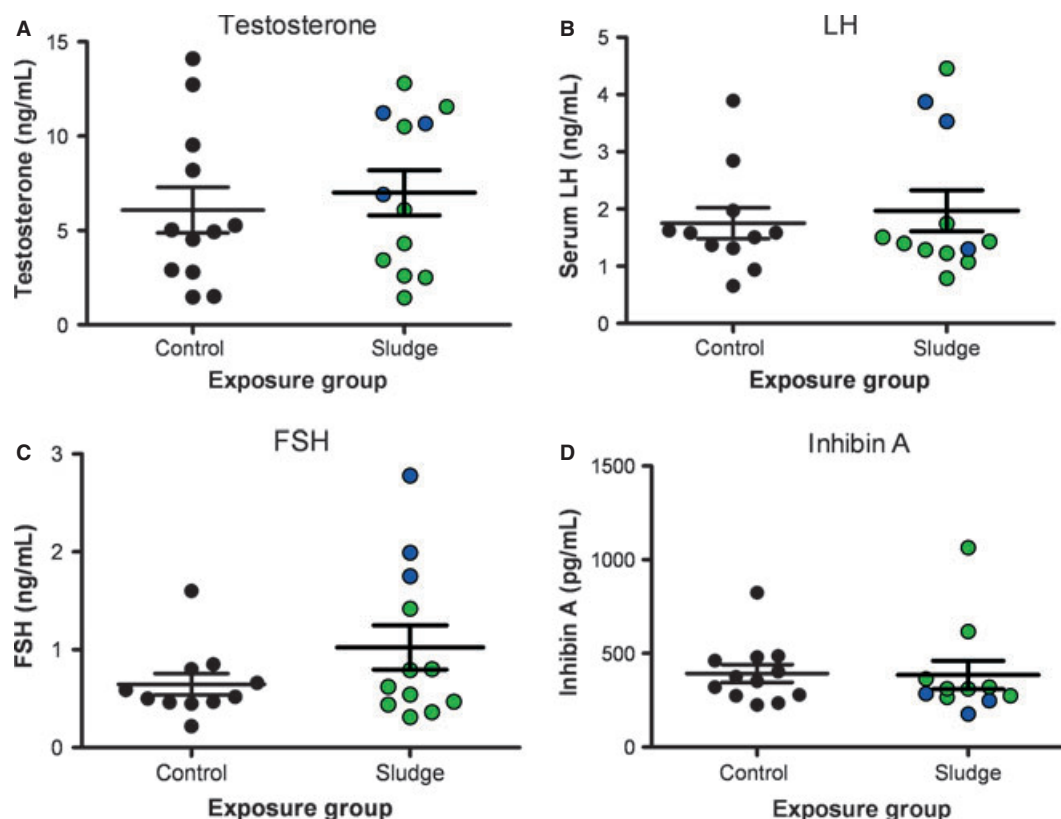 A
Testosterone
Testosterone (ng/mL)
15
10
5
0
Control
Sludge
Exposure group
B
LH
Serum LH (ng/mL)
5
4
3
2
1
0
Control
Sludge
Exposure group
C
FSH
FSH (ng/mL)
3
2
1
0
Control
Sludge
Exposure group
D
Inhibin A
Inhibin A (pg/mL)
1500
1000
500
0
Control
Sludge
Exposure group